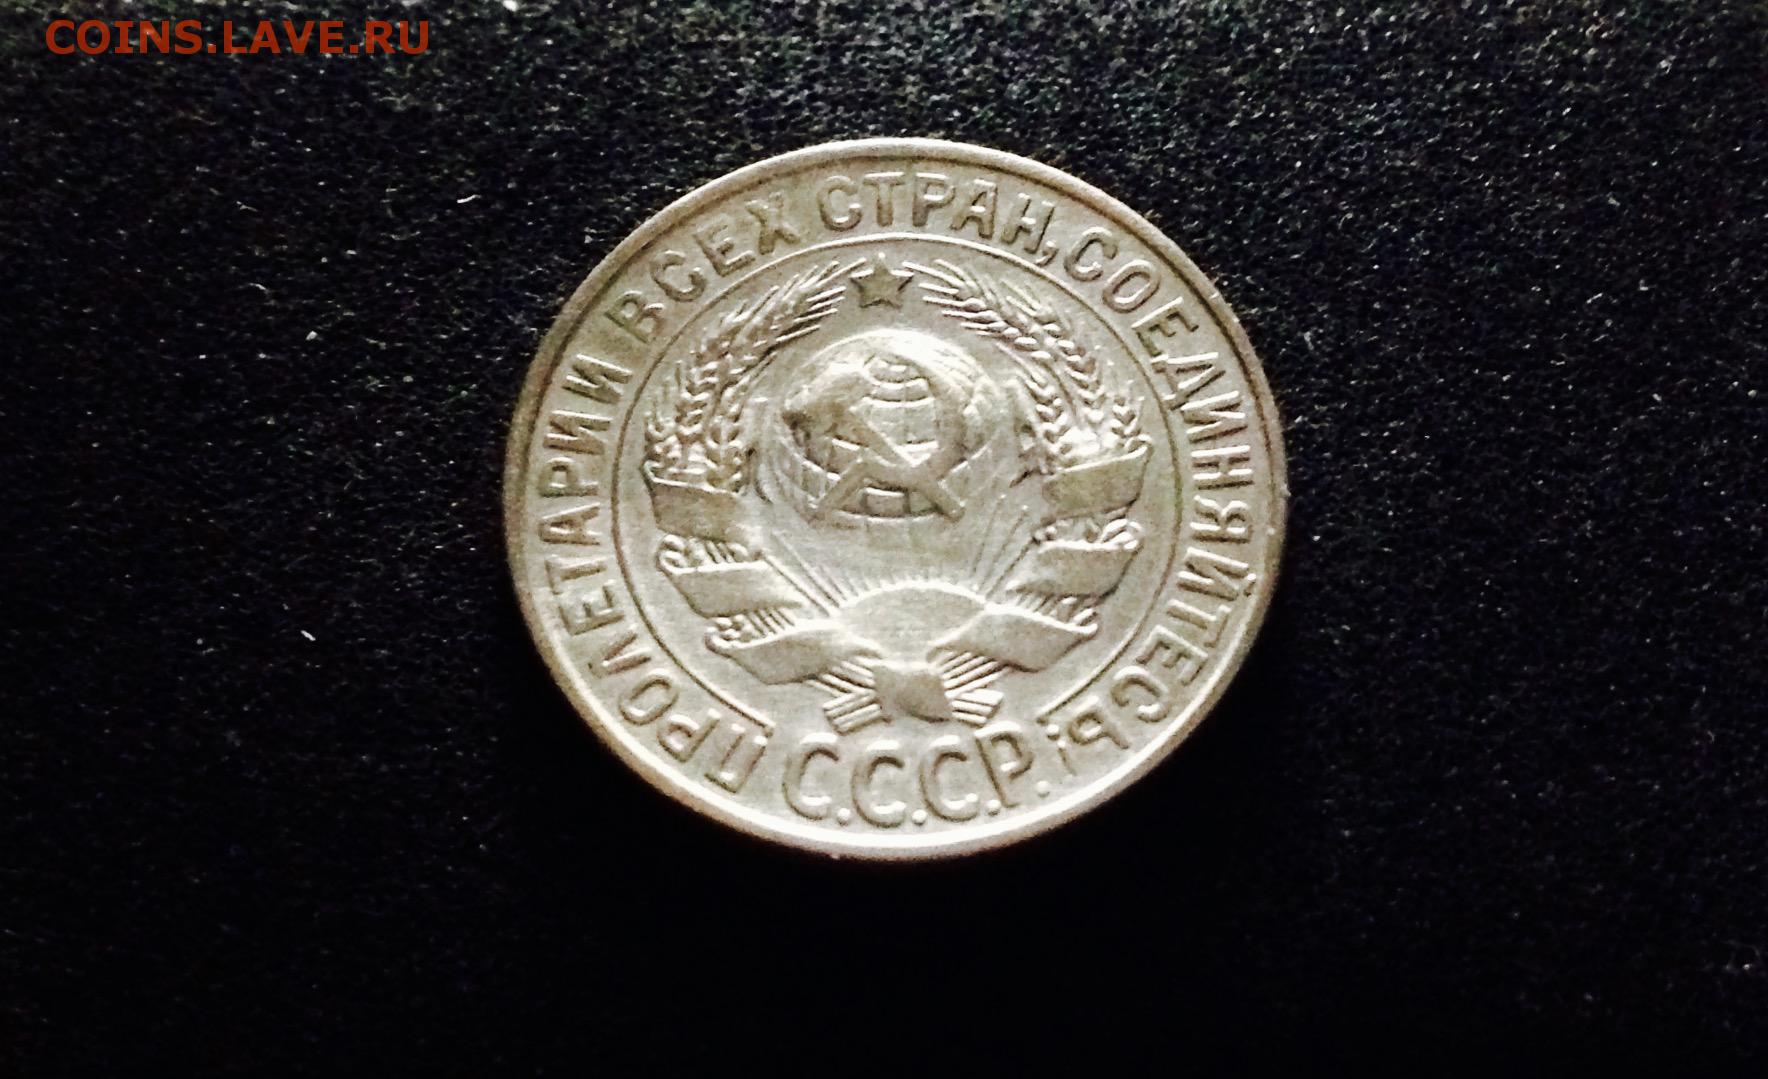 COINS.LAVE.RU
ПРОЛЕТАРИИ ВСЕХ СТРАН, СОЕДИНЯЙТЕСЬ!
С.С.С.Р.